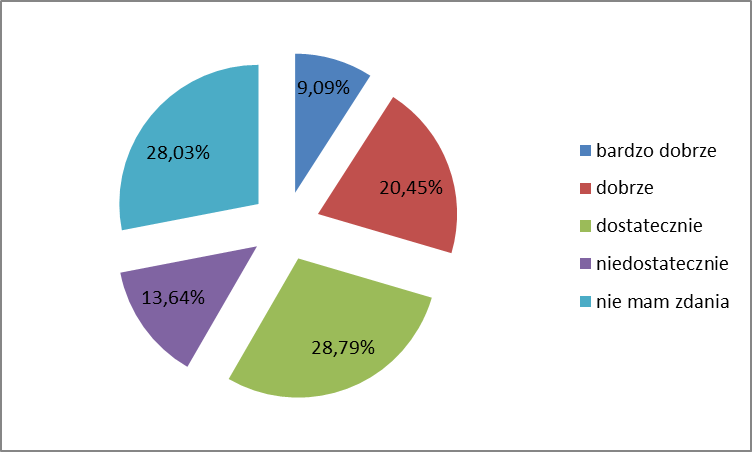 9,09%
20,45%
28,79%
13,64%
28,03%
bardzo dobrze
dobrze
dostatecznie
niedostatecznie
nie mam zdania